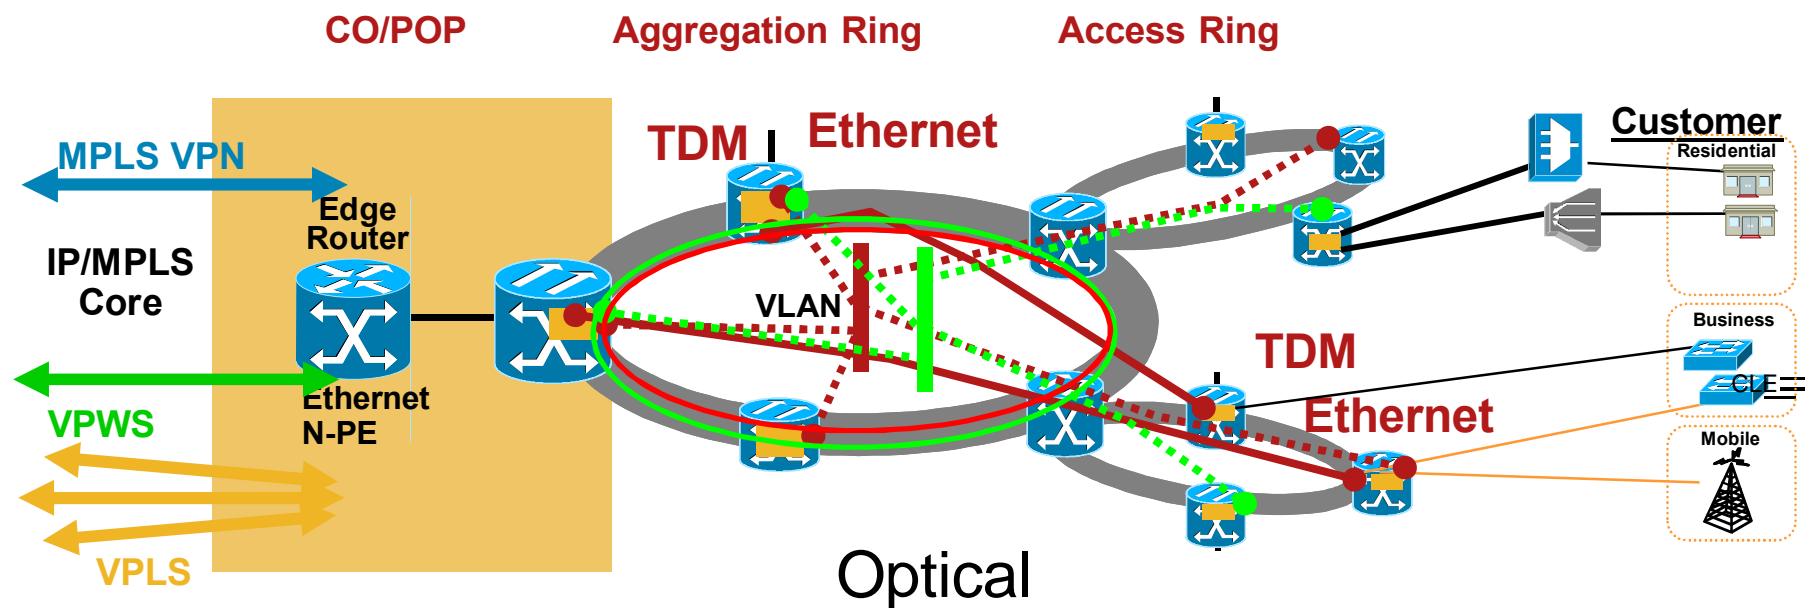 CO/POP
Aggregation Ring
Access Ring
TDM
Ethernet
Customer
MPLS VPN
Residential
Edge
Router
IP/MPLS
Core
VLAN
Business
TDM
CLE
Ethernet
N-PE
VPWS
Ethernet
Mobile
VPLS
Optical